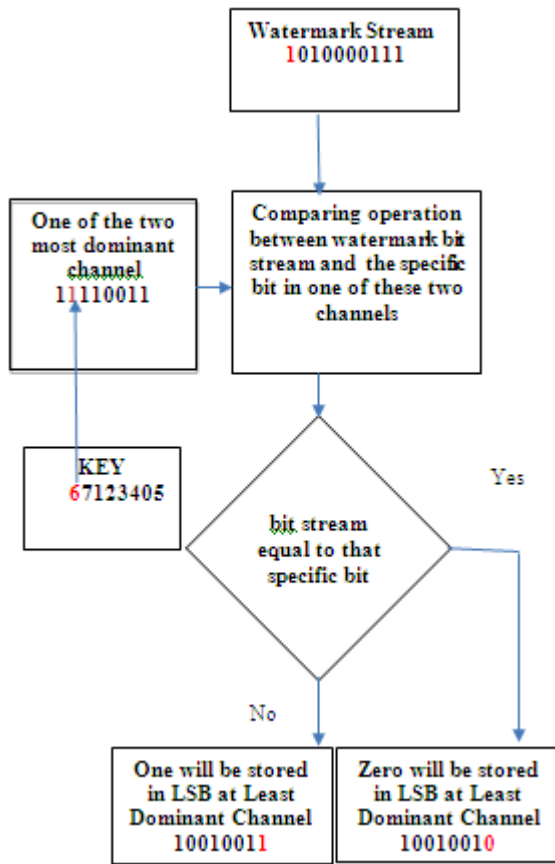 Watermark Stream
1010000111
One of the two
most dominant
channel
11110011
Comparing operation
between watermark bit
stream and the specific
bit in one of these two
channels
KEY
67123405
bit stream
equal to that
specific bit
Yes
No
One will be stored
in LSB at Least
Dominant Channel
10010011
Zero will be stored
in LSB at Least
Dominant Channel
10010010